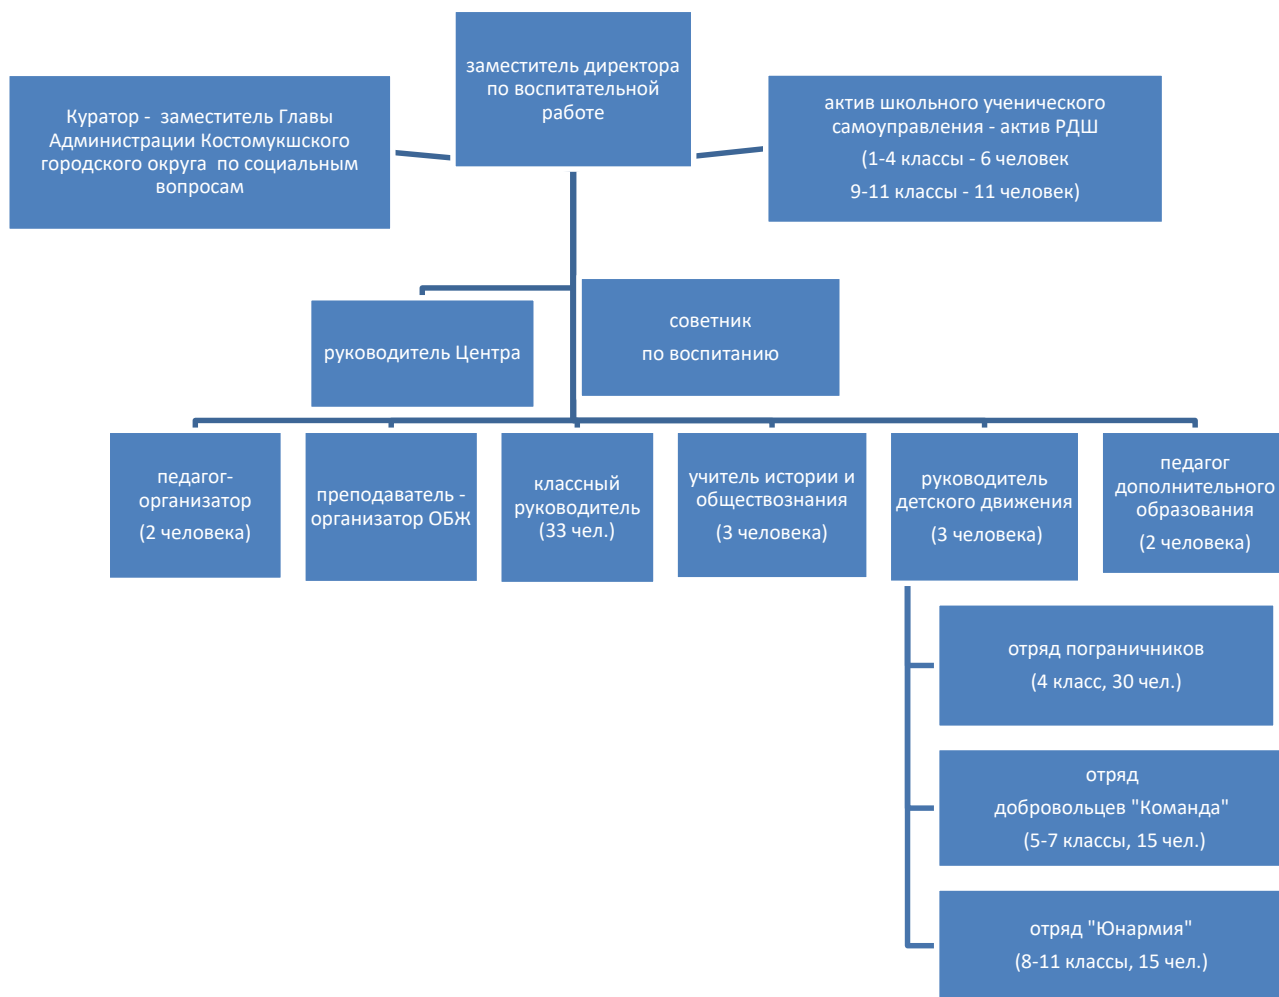 заместитель директора
по воспитательной
работе
Куратор - заместитель Главы
Администрации Костомукшского
городского округа по социальным
вопросам
актив школьного ученического
самоуправления - актив РДШ
(1-4 классы - 6 человек
9-11 классы - 11 человек)
руководитель Центра
советник
по воспитанию
педагог-
организатор
(2 человека)
преподаватель -
организатор ОБЖ
классный
руководитель
(33 чел.)
учитель истории и
обществознания
(3 человека)
руководитель
детского движения
(3 человека)
педагог
дополнительного
образования
(2 человека)
отряд пограничников
(4 класс, 30 чел.)
отряд
добровольцев "Команда"
(5-7 классы, 15 чел.)
отряд "Юнармия"
(8-11 классы, 15 чел.)